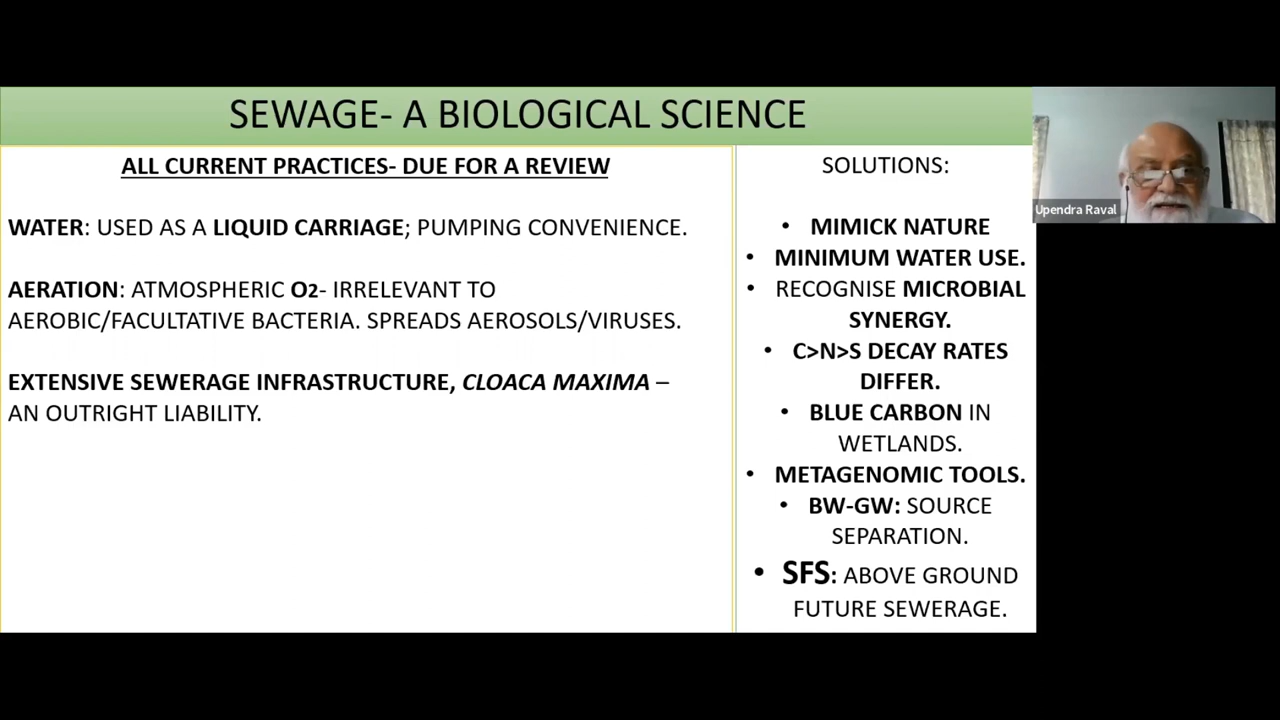 SEWAGE- A BIOLOGICAL SCIENCE
ALL CURRENT PRACTICES- DUE FOR A REVIEW
WATER: USED AS A LIQUID CARRIAGE; PUMPING CONVENIENCE.
AERATION: ATMOSPHERIC O2- IRRELEVANT TO
AEROBIC/FACULTATIVE BACTERIA. SPREADS AEROSOLS/VIRUSES.
EXTENSIVE SEWERAGE INFRASTRUCTURE, CLOACA MAXIMA –
AN OUTRIGHT LIABILITY.
SOLUTIONS:
• MIMICK NATURE
• MINIMUM WATER USE.
• RECOGNISE MICROBIAL
SYNERGY.
• C>N>S DECAY RATES
DIFFER.
• BLUE CARBON IN
WETLANDS.
• METAGENOMIC TOOLS.
• BW-GW: SOURCE
SEPARATION.
• SFS: ABOVE GROUND
FUTURE SEWERAGE.
Upendra Raval